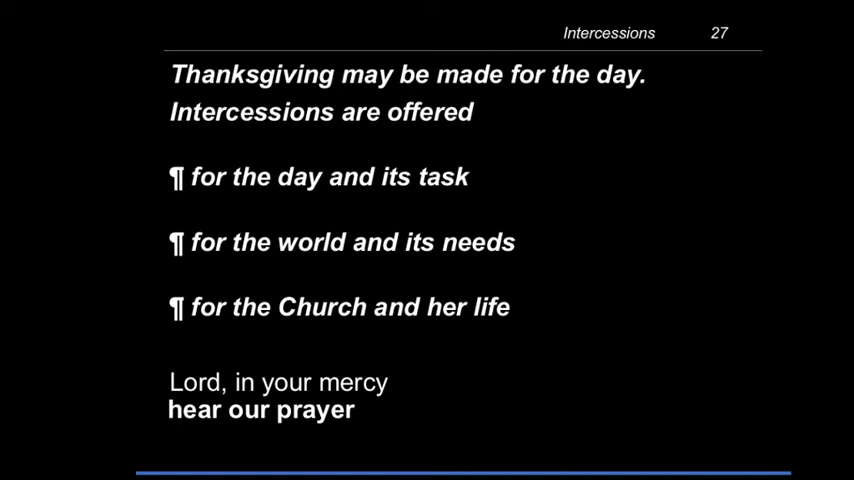 Intercessions 27
Thanksgiving may be made for the day.
Intercessions are offered
¶ for the day and its task
¶ for the world and its needs
¶ for the Church and her life
Lord, in your mercy
hear our prayer